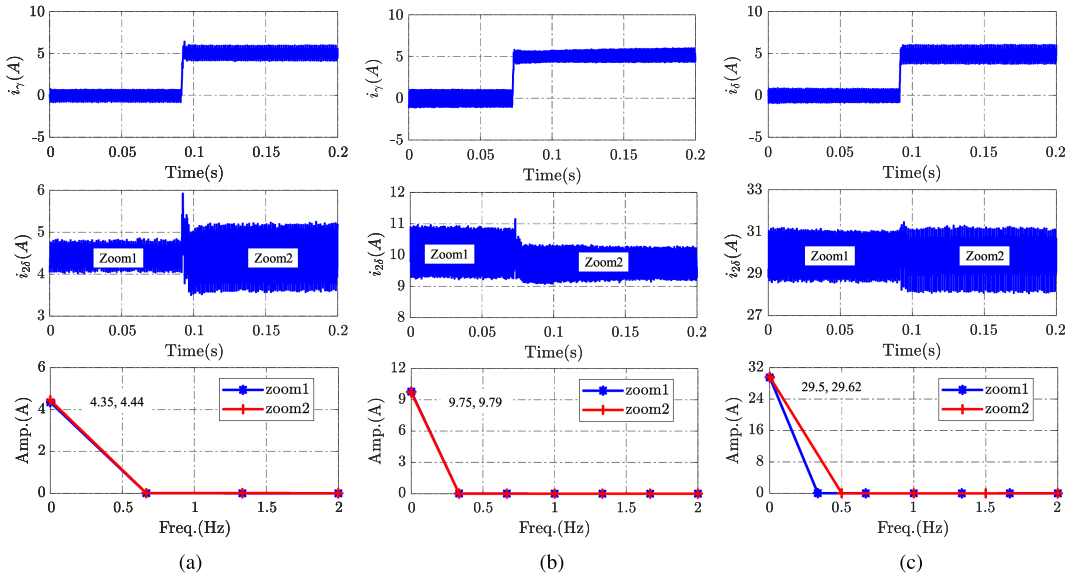 10
5
0
-5
iγ(A)
0
0.05
0.1
0.15
0.2
Time(s)
10
5
0
-5
iγ(A)
0
0.05
0.1
0.15
0.2
Time(s)
10
5
0
-5
iδ(A)
0
0.05
0.1
0.15
0.2
Time(s)
6
5
4
3
i2δ(A)
Zoom1
Zoom2
0
0.05
0.1
0.15
0.2
Time(s)
12
11
10
9
8
i2δ(A)
Zoom1
Zoom2
0
0.05
0.1
0.15
0.2
Time(s)
33
31
29
27
i2δ(A)
Zoom1
Zoom2
0
0.05
0.1
0.15
0.2
Time(s)
6
4
2
0
Amp.(A)
4.35, 4.44
zoom1
zoom2
0
0.5
1
1.5
2
Freq.(Hz)
12
9
6
3
0
Amp.(A)
9.75, 9.79
zoom1
zoom2
0
0.5
1
1.5
2
Freq.(Hz)
32
24
16
8
0
Amp.(A)
29.5, 29.62
zoom1
zoom2
0
0.5
1
1.5
2
Freq.(Hz)
(a)
(b)
(c)